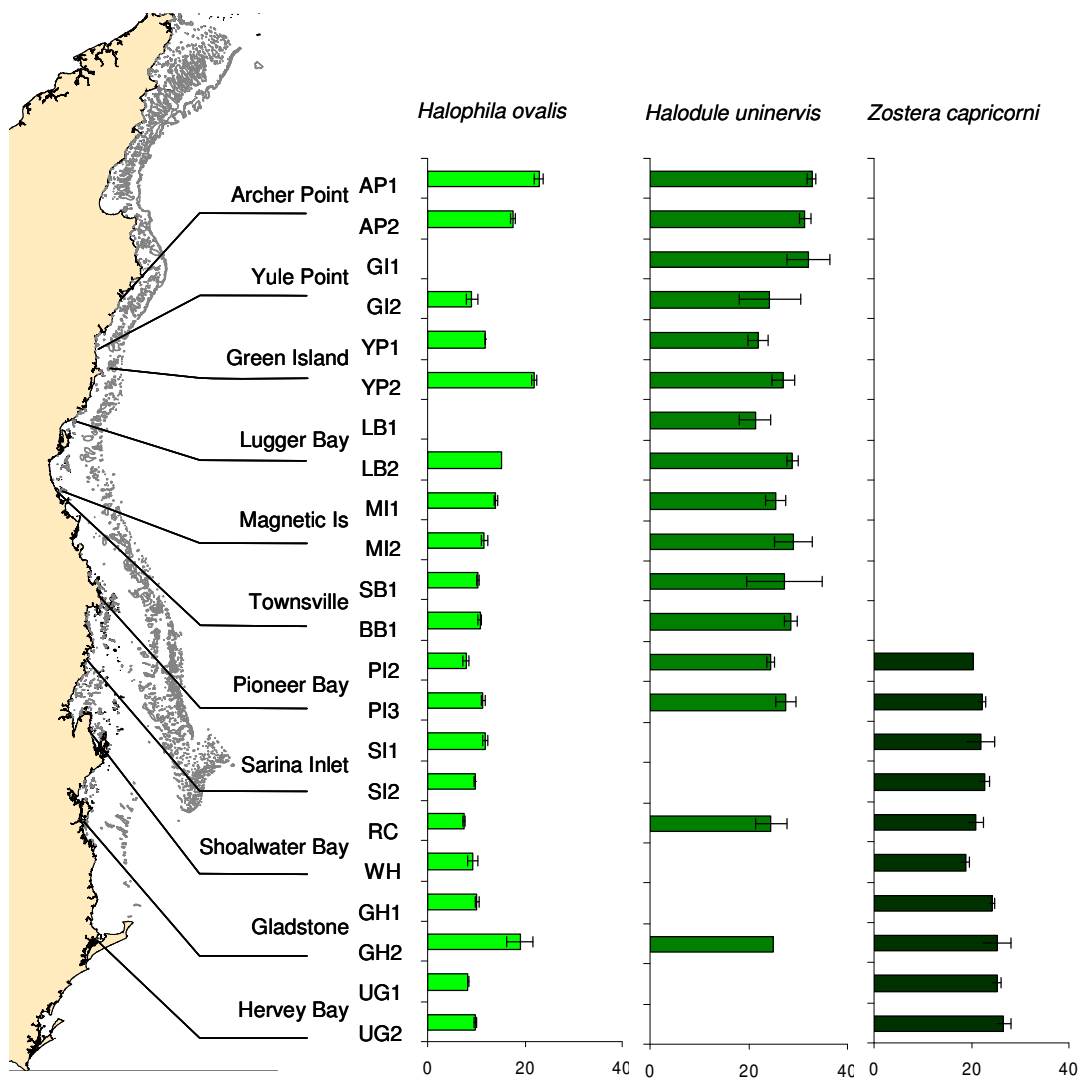 Halophila ovalis Halodule uninervis Zostera capricorni
Archer Point
Yule Point
Green Island
Lugger Bay
Magnetic Is
Townsville
Pioneer Bay
Sarina Inlet
Shoalwater Bay
Gladstone
Hervey Bay
AP1
AP2
GI1
GI2
YP1
YP2
LB1
LB2
MI1
MI2
SB1
BB1
PI2
PI3
SI1
SI2
RC
WH
GH1
GH2
UG1
UG2
0 20 40 0 20 40 0 20 40